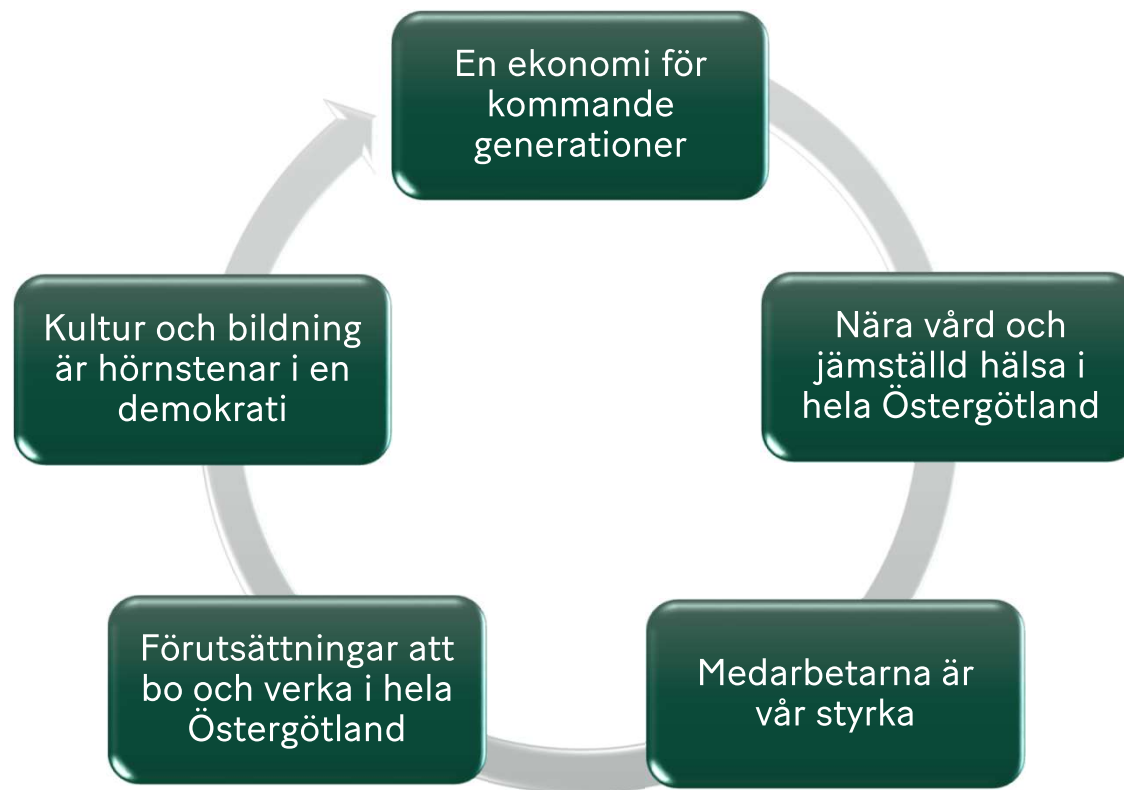 En ekonomi för
kommande
generationer
Nära vård och
jämställd hälsa i
hela Östergötland
Medarbetarna är
vår styrka
Förutsättningar att
bo och verka i hela
Östergötland
Kultur och bildning
är hörnstenar i en
demokrati